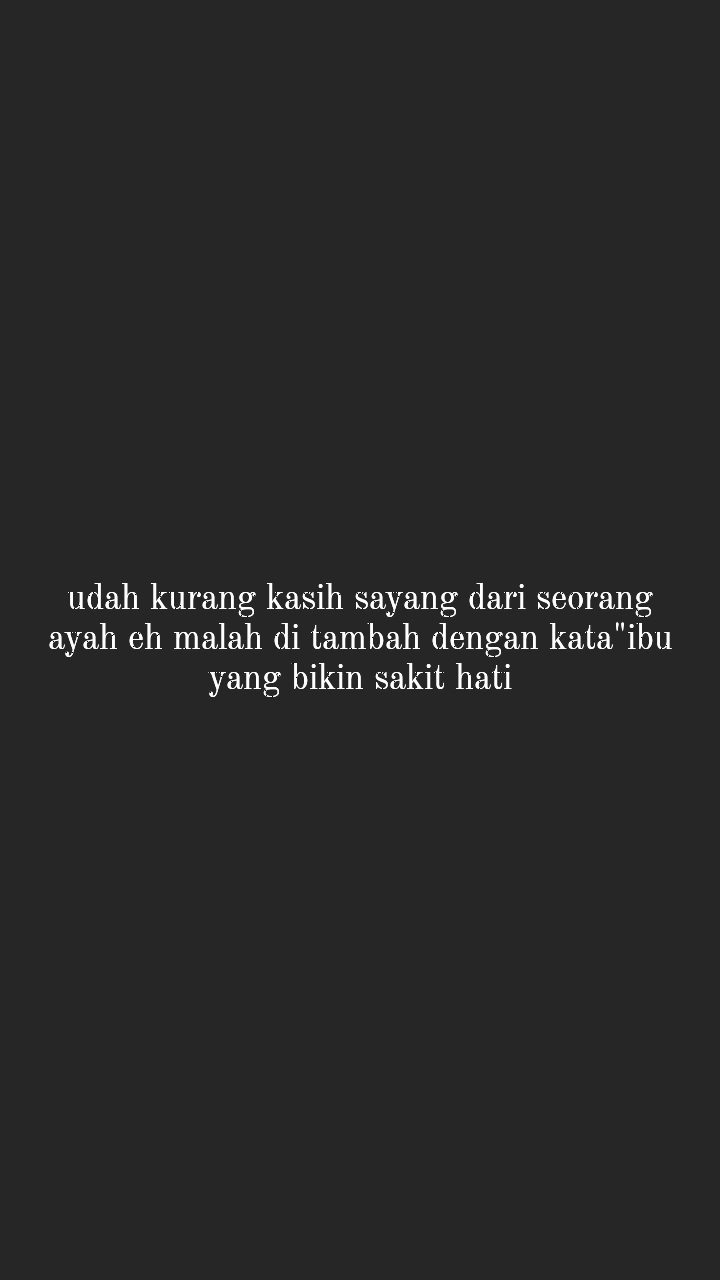 udah kurang kasih sayang dari seorang
ayah eh malah di tambah dengan kata"ibu
yang bikin sakit hati